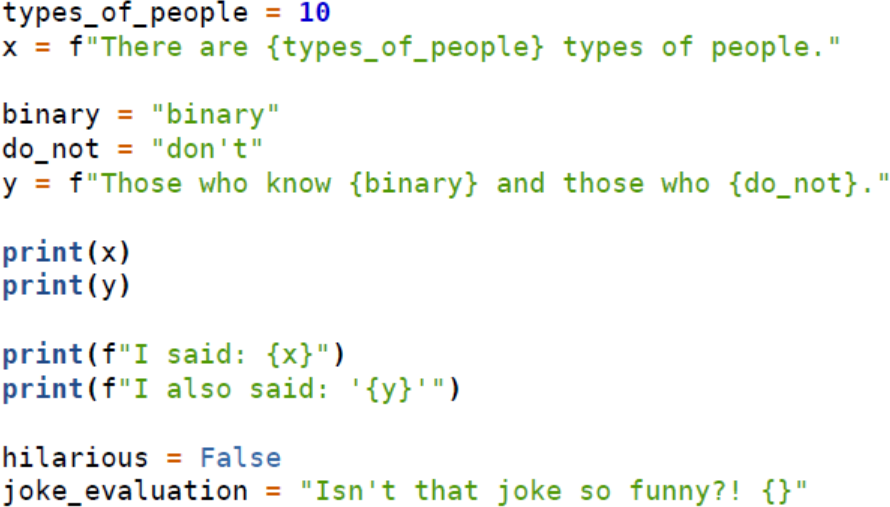 types_of_people = 10
x = f"There are {types_of_people} types of people."
binary = "binary"
do_not = "don't"
y = f"Those who know {binary} and those who {do_not}."
print(x)
print(y)
print(f"I said: {x}")
print(f"I also said: '{y}'")
hilarious = False
joke_evaluation = "Isn't that joke so funny?! {}"